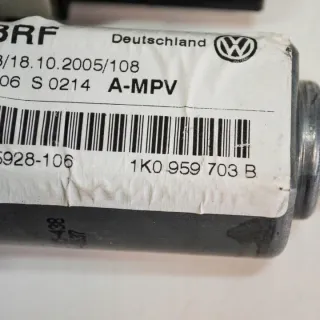 BRF Deutschland
3/18.10.2005/108
06 S 0214 A-MPV
5928-106 1K0 959 703 B